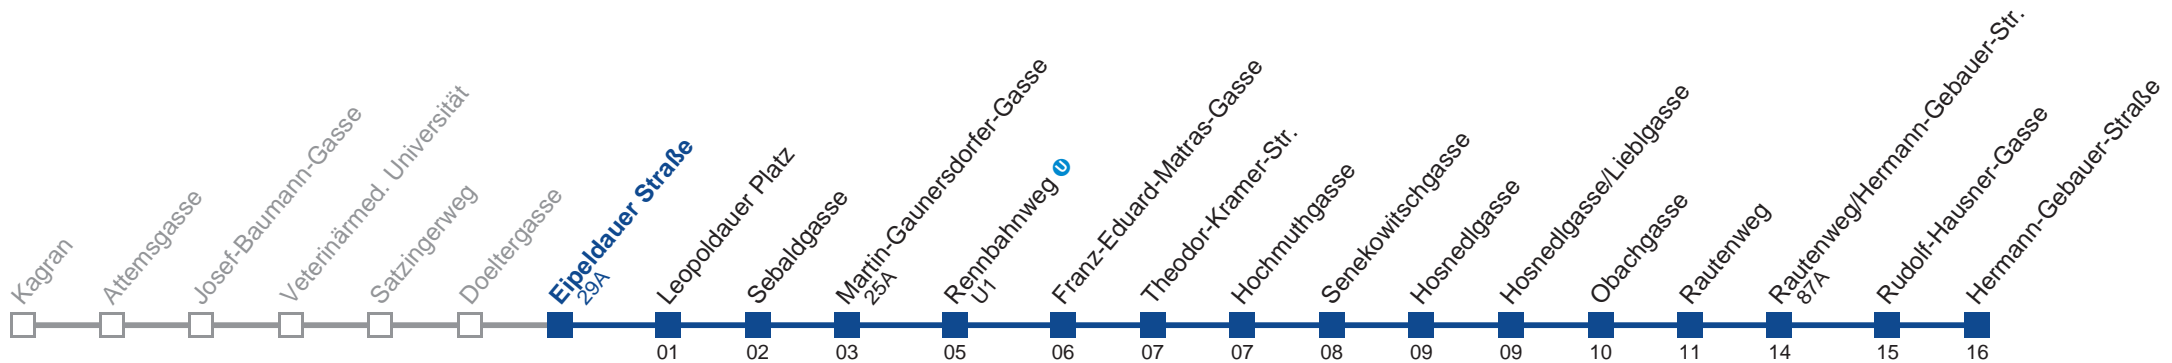 Kagran
Attemsgasse
Josef-Baumann-Gasse
Veterinärmed. Universität
Satzingerweg
Doeltergasse
Eipeldauer Straße
29A
Leopoldauer Platz
Sebaldgasse
Martin-Gaunersdorfer-Gasse
25A
Rennbahnweg U
U1
Franz-Eduard-Matras-Gasse
Theodor-Kramer-Str.
Hochmuthgasse
Senekowitschgasse
Hosnedlgasse
Hosnedlgasse/Lieblgasse
Obachgasse
Rautenweg
Rautenweg/Hermann-Gebauer-Str.
87A
Rudolf-Hausner-Gasse
Hermann-Gebauer-Straße
01 02 03 05 06 07 07 08 09 09 10 11 14 15 16